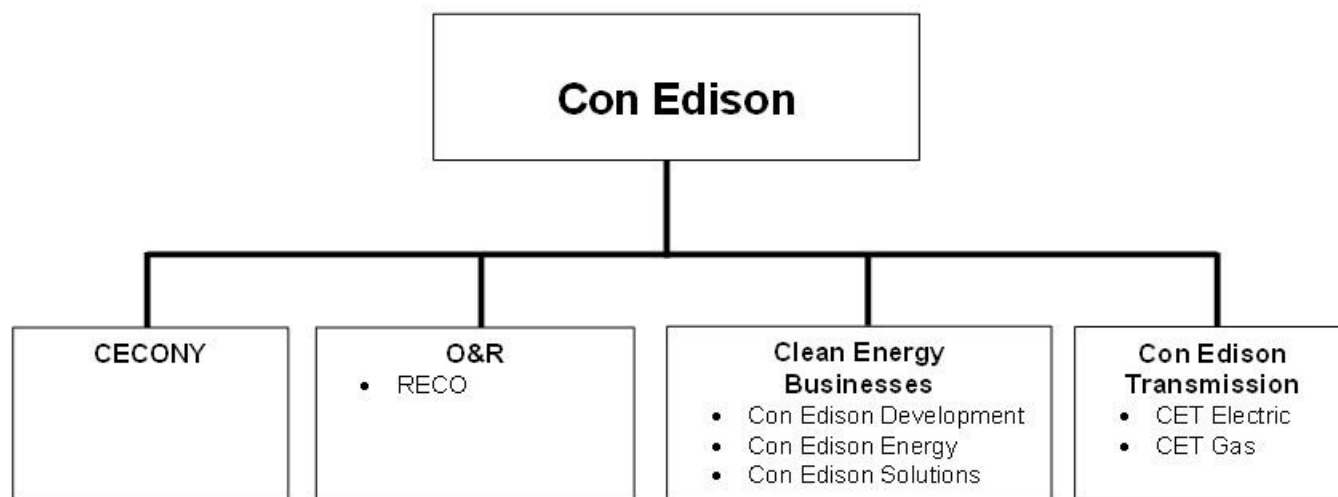 Con Edison
CECONY
O&R
• RECO
Clean Energy
Businesses
• Con Edison Development
• Con Edison Energy
• Con Edison Solutions
Con Edison
Transmission
• CET Electric
• CET Gas